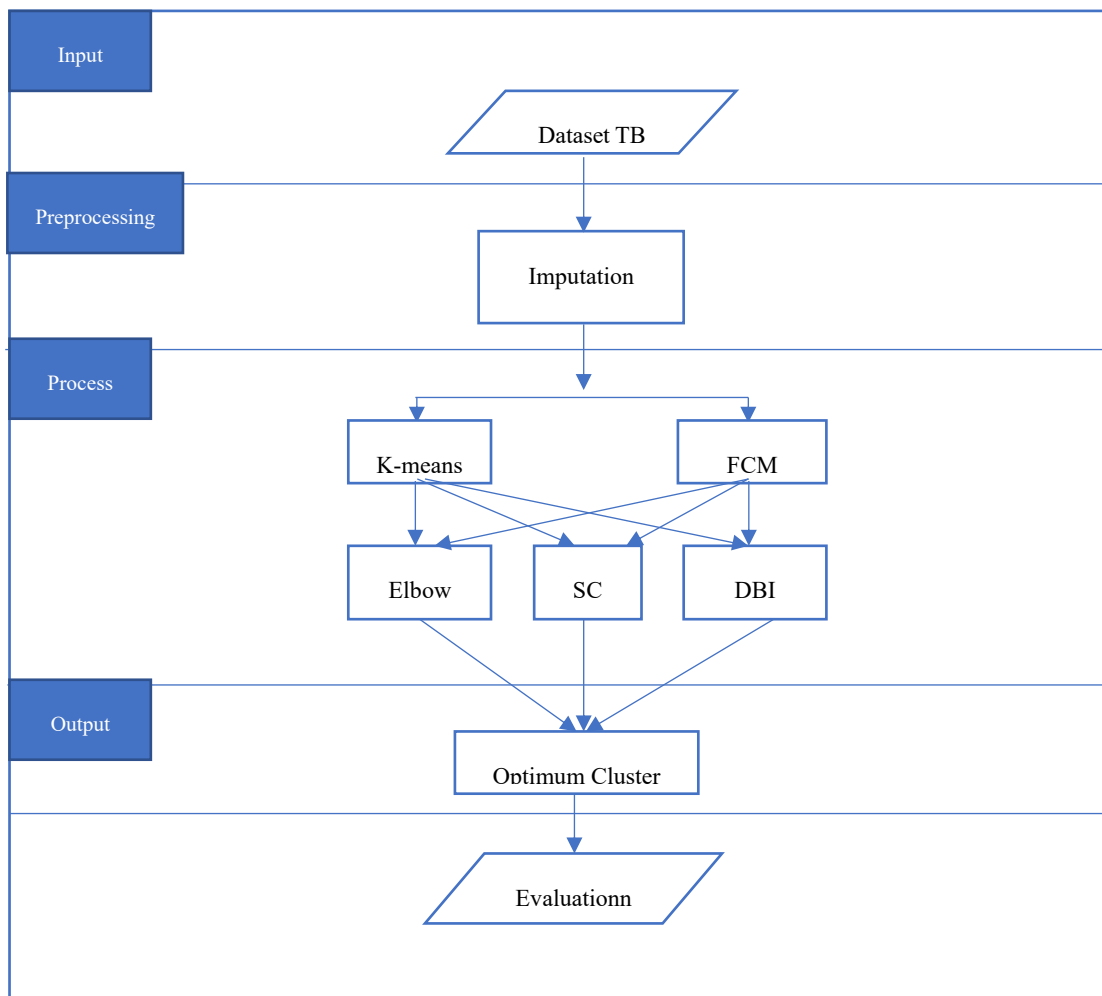 Input
Dataset TB
Preprocessing
Imputation
Process
K-means
FCM
Elbow
SC
DBI
Output
Optimum Cluster
Evaluationn